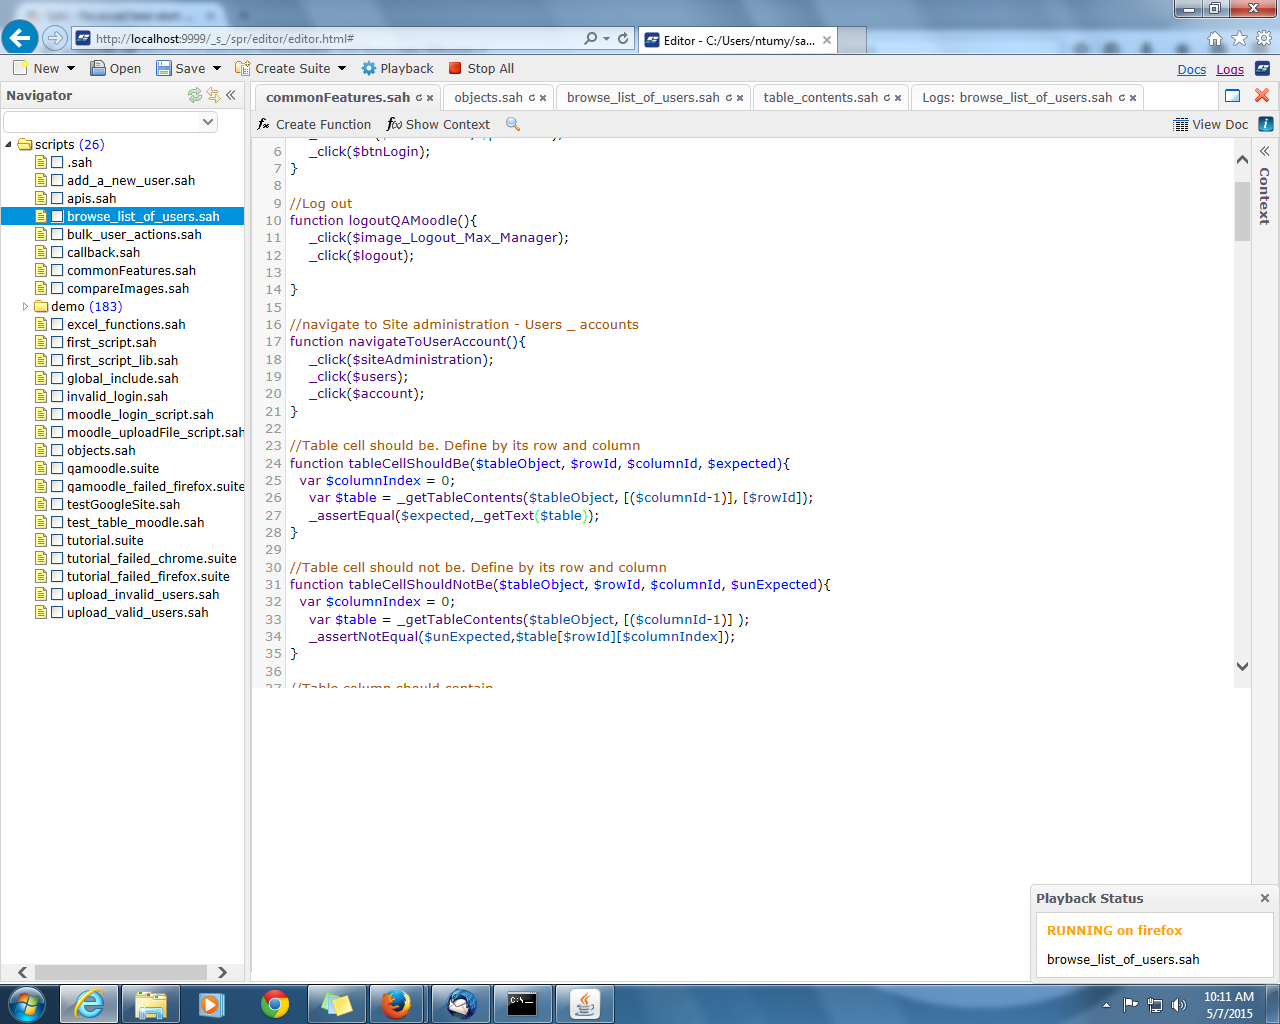 http://localhost:9999/_s_/spr/editor/editor.html#
Editor - C:/Users/ntumy/sa...
New Open Save Create Suite Playback Stop All Docs Logs
Navigator
commonFeatures.sah objects.sah browse_list_of_users.sah table_contents.sah Logs: browse_list_of_users.sah
Create Function Show Context View Doc
Context
scripts (26)
.sah
add_a_new_user.sah
apis.sah
browse_list_of_users.sah
bulk_user_actions.sah
callback.sah
commonFeatures.sah
compareImages.sah
demo (183)
excel_functions.sah
first_script.sah
first_script_lib.sah
global_include.sah
invalid_login.sah
moodle_login_script.sah
moodle_uploadFile_script.sah
objects.sah
qamoodle.suite
qamoodle_failed_firefox.suite
testGoogleSite.sah
test_table_moodle.sah
tutorial.suite
tutorial_failed_chrome.suite
tutorial_failed_firefox.suite
upload_invalid_users.sah
upload_valid_users.sah
6 _click($btnLogin);
7 }
8
9 //Log out
10 function logoutQAMoodle(){
11 _click($image_Logout_Max_Manager);
12 _click($logout);
13
14 }
15
16 //navigate to Site administration - Users _ accounts
17 function navigateToUserAccount(){
18 _click($siteAdministration);
19 _click($users);
20 _click($account);
21 }
22
23 //Table cell should be. Define by its row and column
24 function tableCellShouldBe($tableObject, $rowId, $columnId, $expected){
25 var $columnIndex = 0;
26 var $table = _getTableContents($tableObject, [($columnId-1)], [$rowId]);
27 _assertEqual($expected,_getText($table));
28 }
29
30 //Table cell should not be. Define by its row and column
31 function tableCellShouldNotBe($tableObject, $rowId, $columnId, $unExpected){
32 var $columnIndex = 0;
33 var $table = _getTableContents($tableObject, [($columnId-1)] );
34 _assertNotEqual($unExpected,$table[$rowId][$columnIndex]);
35 }
36
37 //Table column should contain
Playback Status
RUNNING on firefox
browse_list_of_users.sah
10:11 AM
5/7/2015